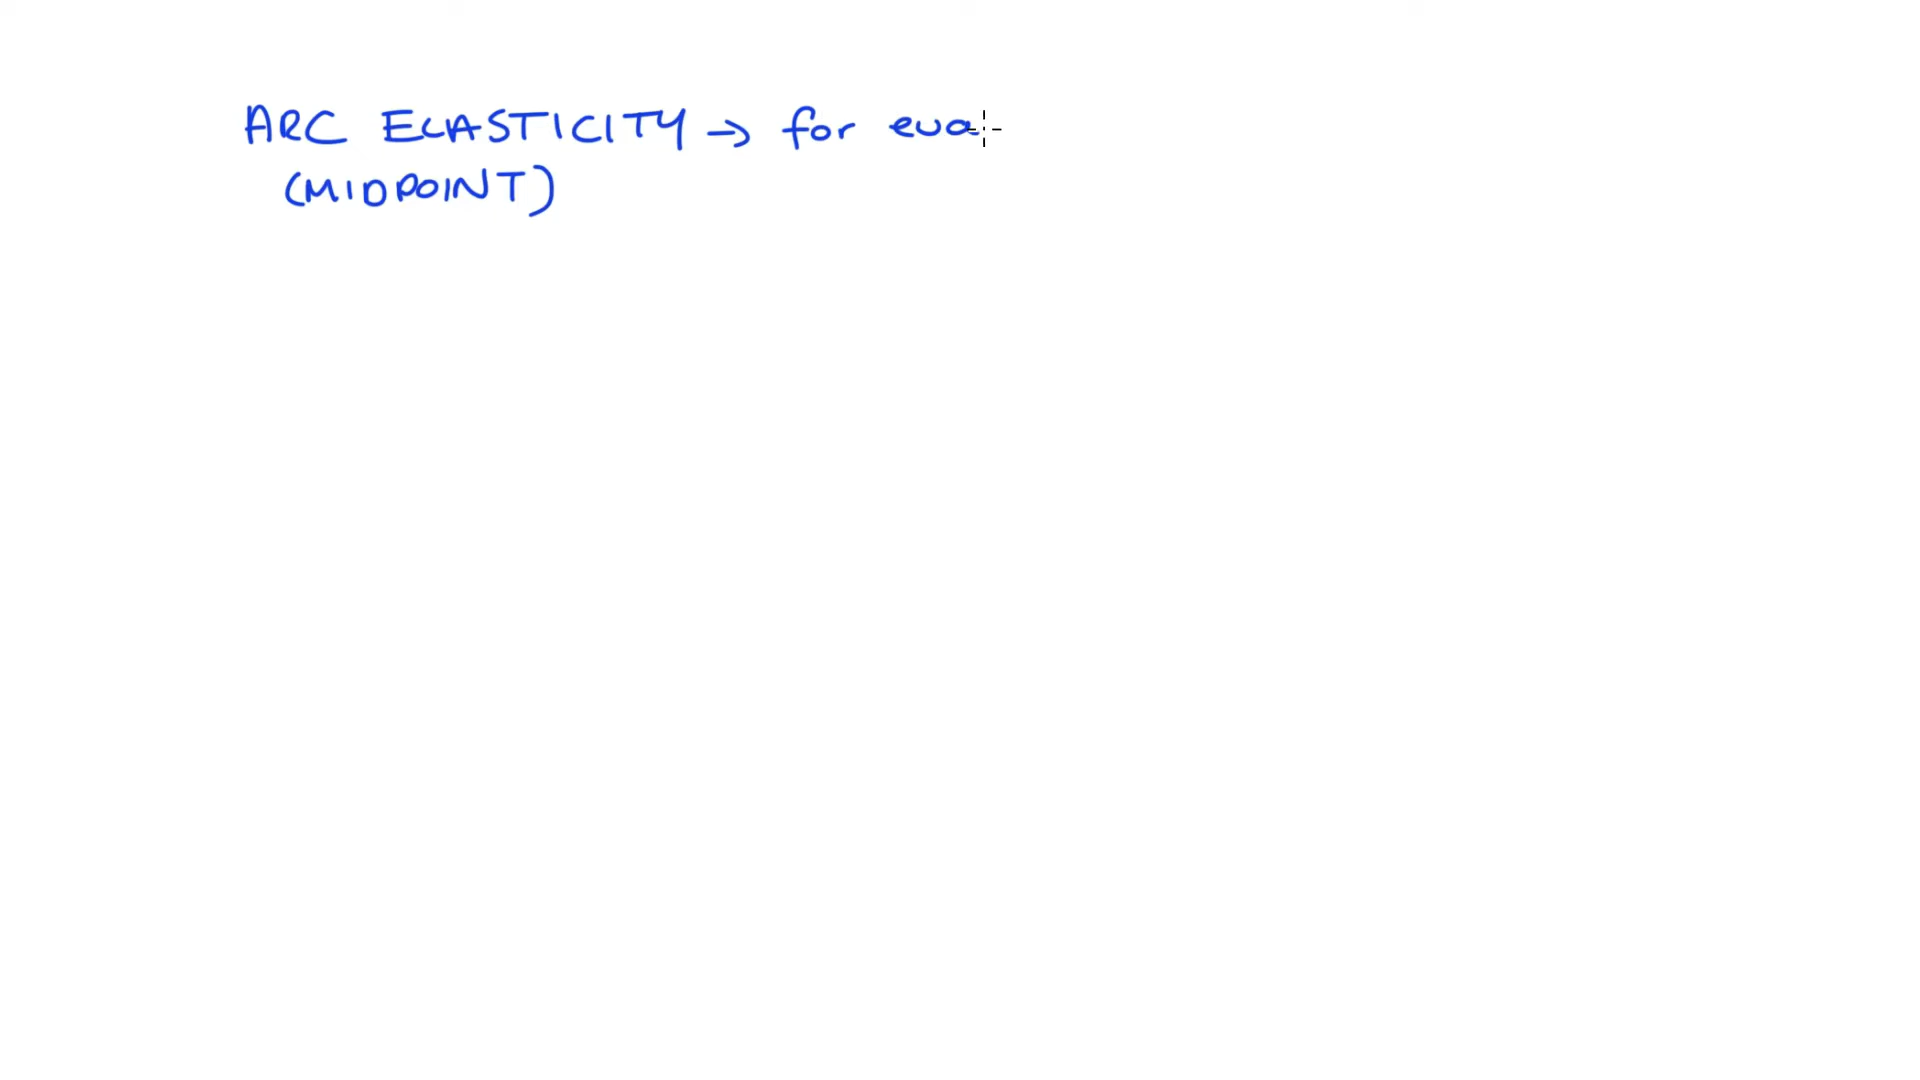 ARC ELASTICITY → for eva
(MIDPOINT)